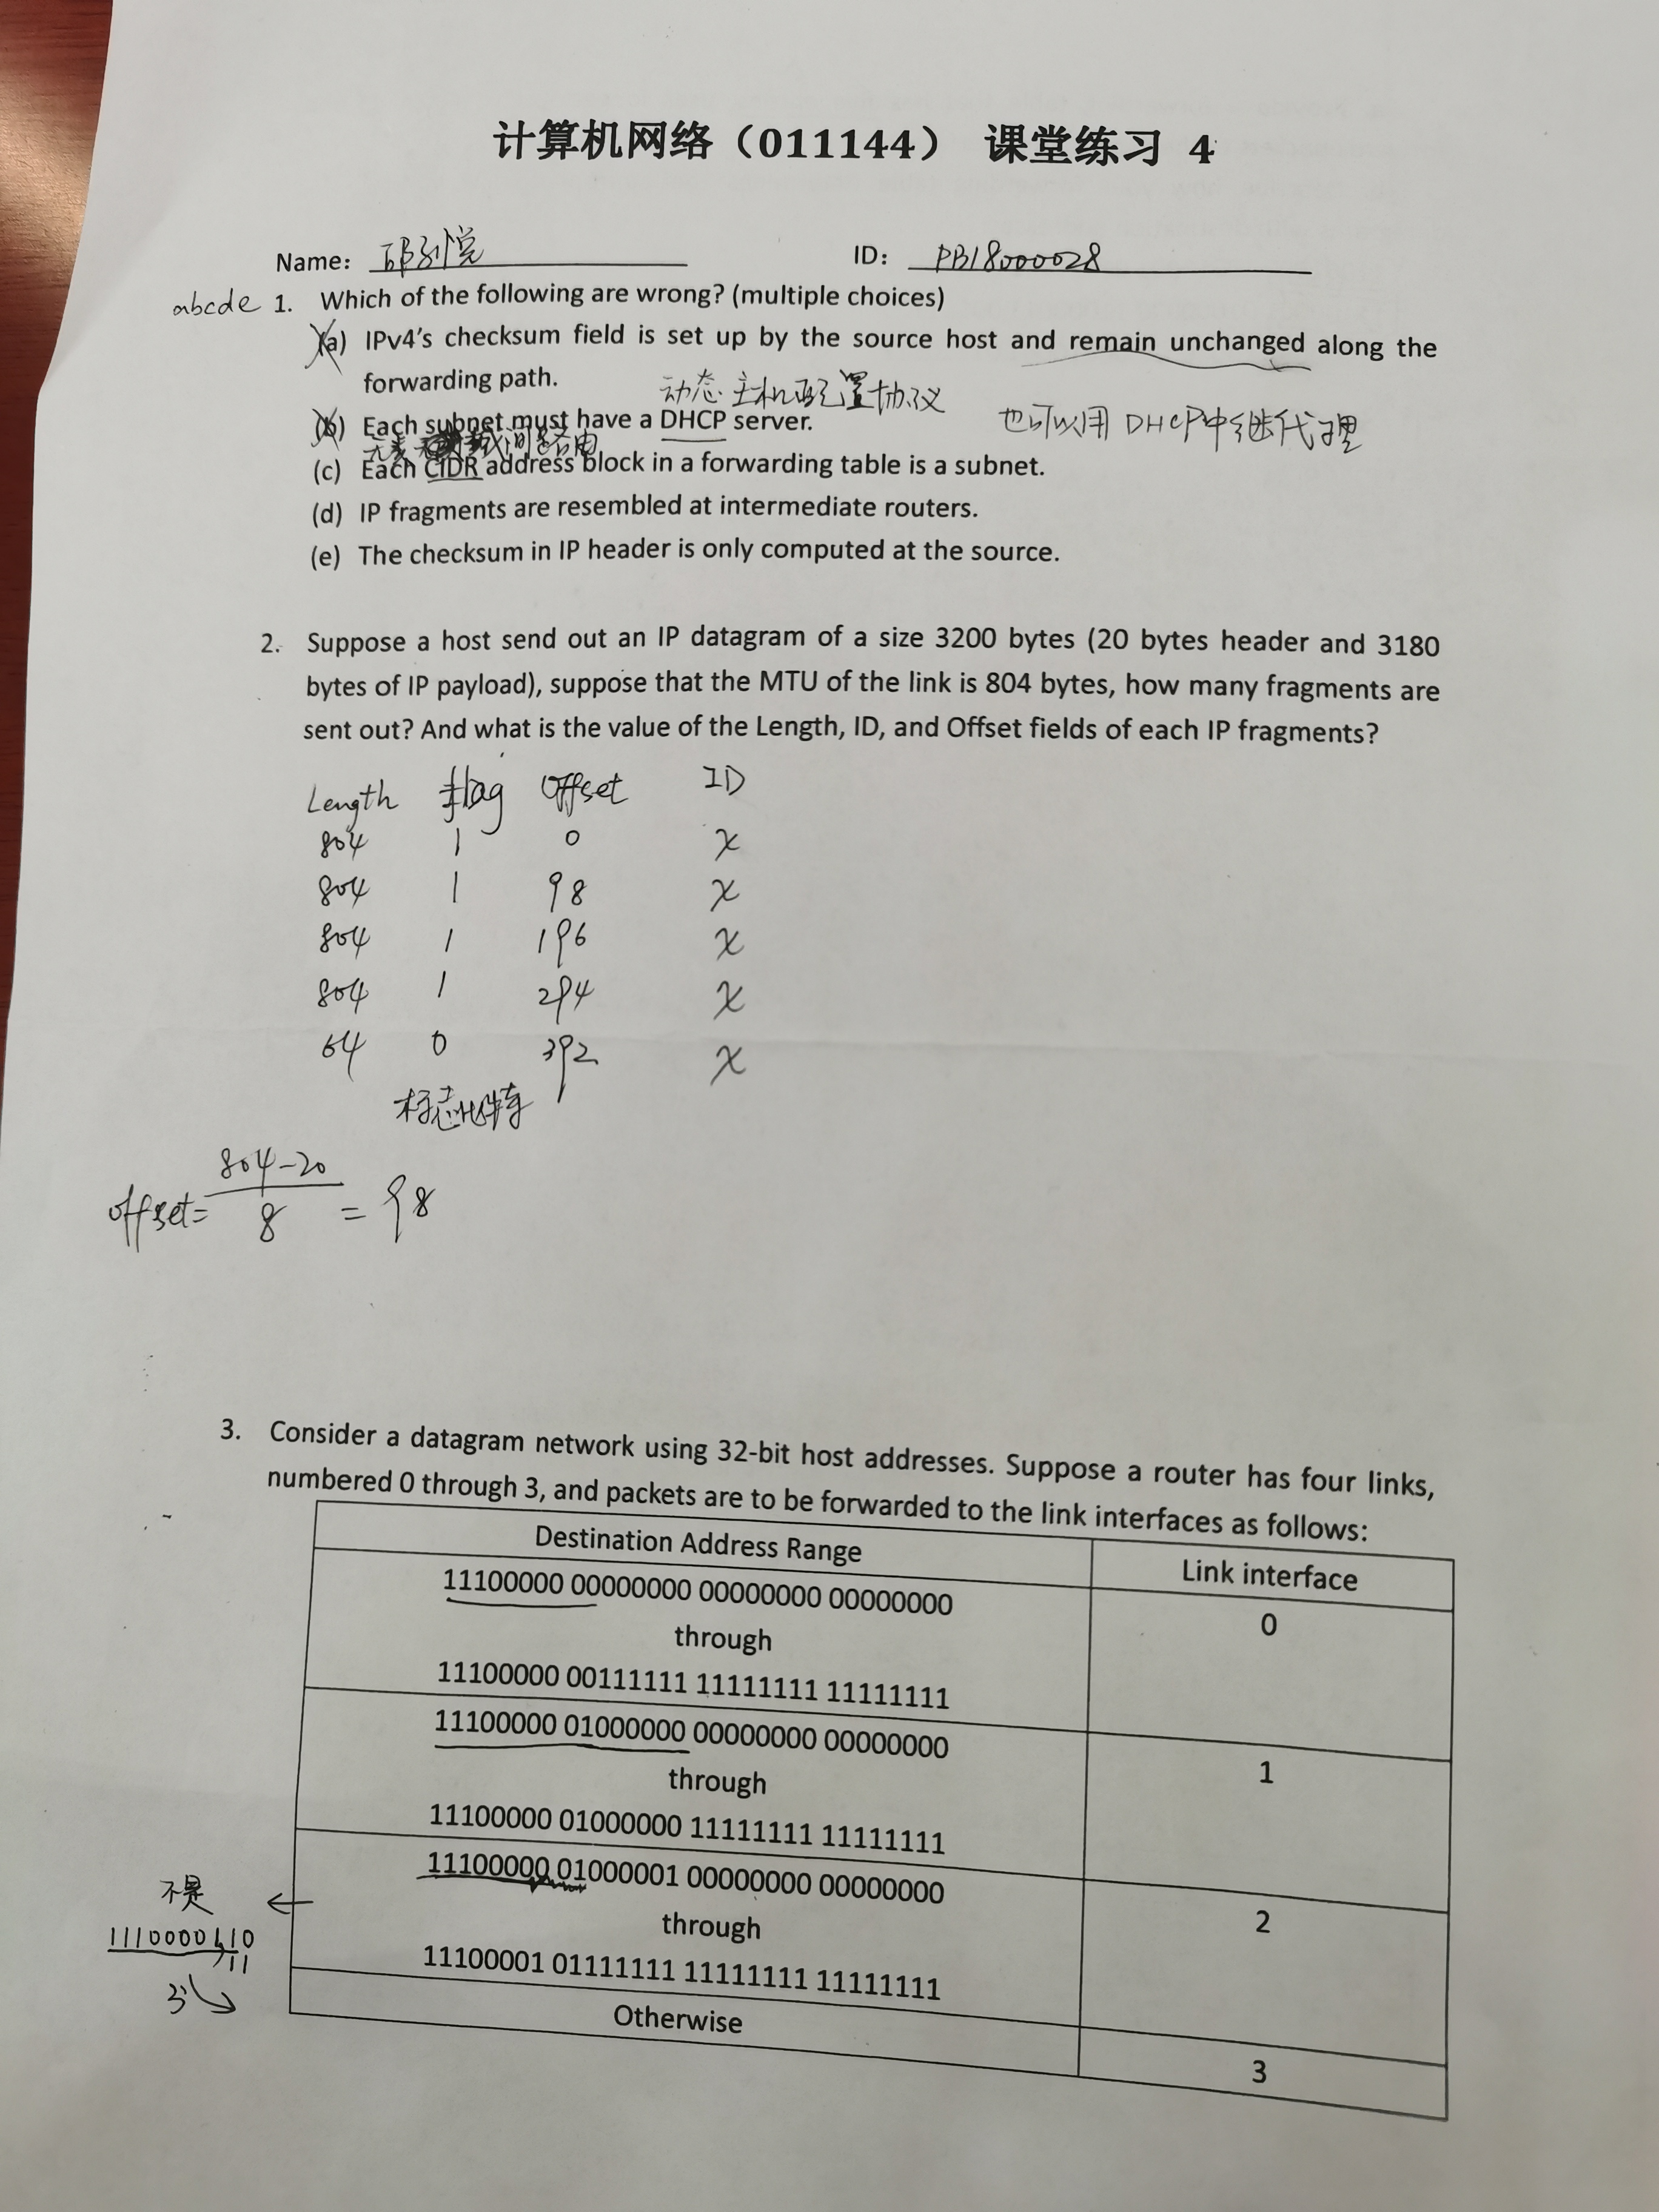 计算机网络（011144） 课堂练习 4
Name: 邱子悦 ID: PB18000028
abcde 1. Which of the following are wrong? (multiple choices)
(a) IPv4's checksum field is set up by the source host and remain unchanged along the
forwarding path.
动态主机配置协议
(b) Each subnet must have a DHCP server.
也可以用 DHCP中继代理
无类 域间路由
(c) Each CIDR address block in a forwarding table is a subnet.
(d) IP fragments are resembled at intermediate routers.
(e) The checksum in IP header is only computed at the source.
2. Suppose a host send out an IP datagram of a size 3200 bytes (20 bytes header and 3180
bytes of IP payload), suppose that the MTU of the link is 804 bytes, how many fragments are
sent out? And what is the value of the Length, ID, and Offset fields of each IP fragments?
Length flag Offset ID
804 1 0 x
804 1 98 x
804 1 196 x
804 1 294 x
64 0 392 x
标志比特
offset = 804-20 / 8 = 98
3. Consider a datagram network using 32-bit host addresses. Suppose a router has four links,
numbered 0 through 3, and packets are to be forwarded to the link interfaces as follows:
Destination Address Range Link interface
11100000 00000000 00000000 00000000
through
11100000 00111111 11111111 11111111
0
11100000 01000000 00000000 00000000
through
11100000 01000000 11111111 11111111
1
11100000 01000001 00000000 00000000
through
11100001 01111111 11111111 11111111
2
不是 ←
1110000110
11
Otherwise 3